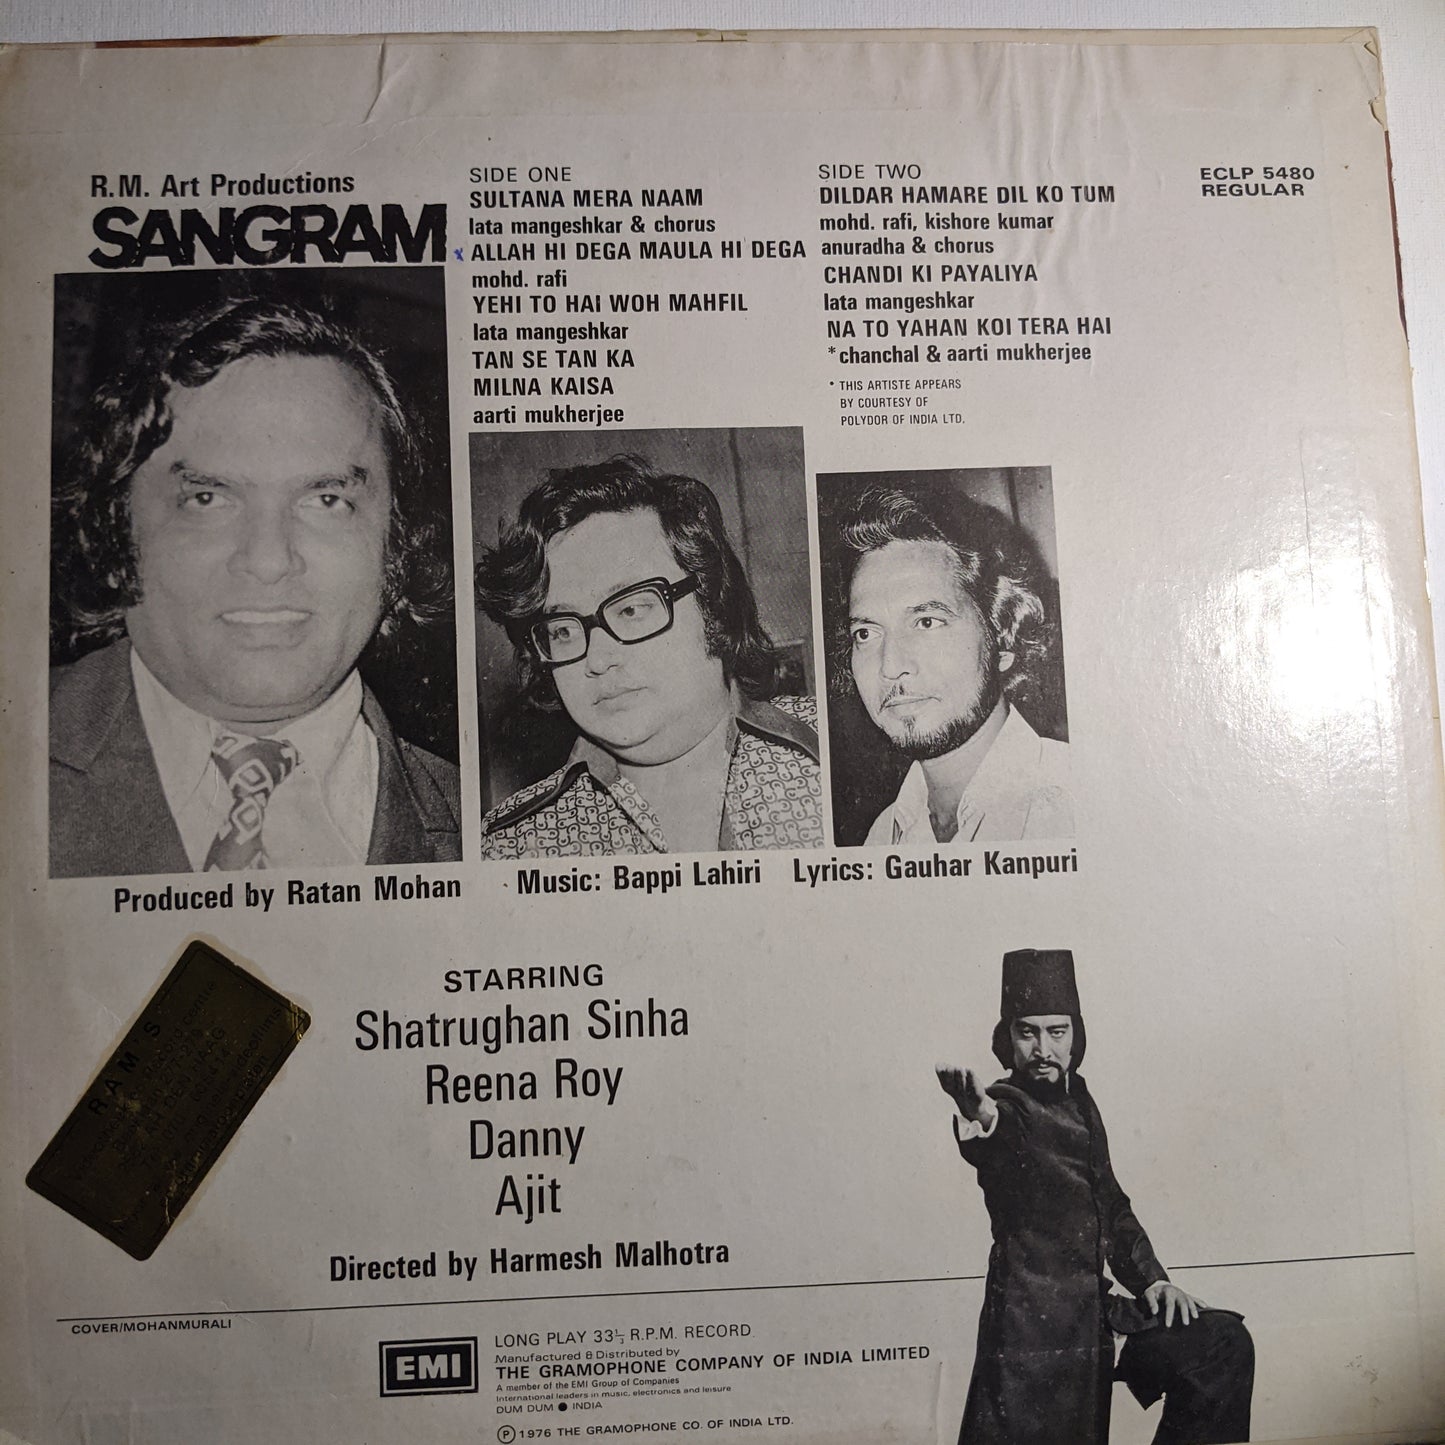 R.M. Art Productions
SANGRAM
SIDE ONE
SULTANA MERA NAAM
lata mangeshkar & chorus
x ALLAH HI DEGA MAULA HI DEGA
mohd. rafi
YEHI TO HAI WOH MAHFIL
lata mangeshkar
TAN SE TAN KA
MILNA KAISA
aarti mukherjee
SIDE TWO
DILDAR HAMARE DIL KO TUM
mohd. rafi, kishore kumar
anuradha & chorus
CHANDI KI PAYALIYA
lata mangeshkar
NA TO YAHAN KOI TERA HAI
*chanchal & aarti mukherjee
* THIS ARTISTE APPEARS
BY COURTESY OF
POLYDOR OF INDIA LTD.
ECLP 5480
REGULAR
Produced by Ratan Mohan
Music: Bappi Lahiri
Lyrics: Gauhar Kanpuri
STARRING
Shatrughan Sinha
Reena Roy
Danny
Ajit
Directed by Harmesh Malhotra
RAM'S
Record centre
DEN HAAG
videofilms
COVER/MOHANMURALI
EMI
LONG PLAY 33⅓ R.P.M. RECORD
Manufactured & Distributed by
THE GRAMOPHONE COMPANY OF INDIA LIMITED
A member of the EMI Group of Companies
International leaders in music, electronics and leisure
DUM DUM ● INDIA
Ⓟ 1976 THE GRAMOPHONE CO. OF INDIA LTD.